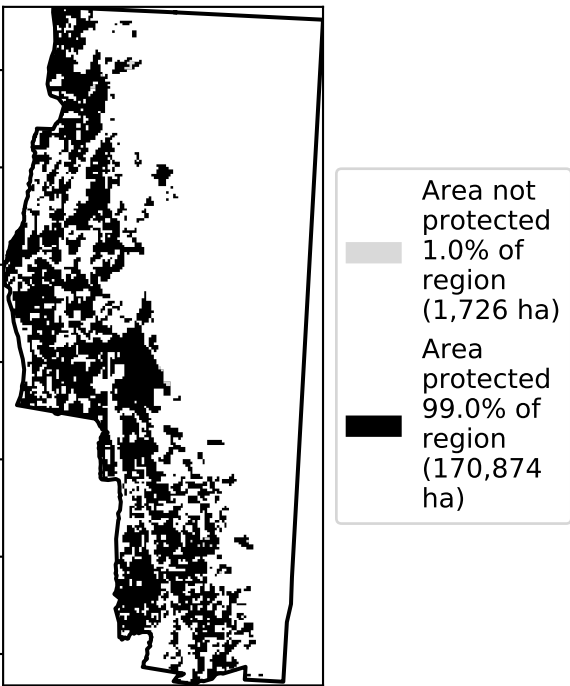 Area not
protected
1.0% of
region
(1,726 ha)
Area
protected
99.0% of
region
(170,874
ha)